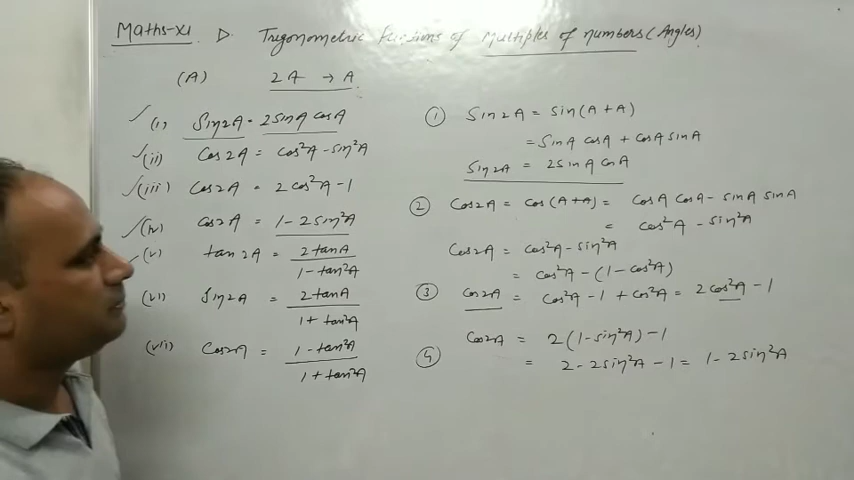 Maths-XI D Trigonometric Functions of Multiples of numbers (Angles)
(A) 2A → A
(i) Sin2A = 2 sinA cosA
(ii) Cos2A = cos²A - sin²A
(iii) Cos2A = 2cos²A - 1
(iv) Cos2A = 1 - 2sin²A
(v) tan2A = 2tanA / 1 - tan²A
(vi) Sin2A = 2tanA / 1 + tan²A
(vii) Cos2A = 1 - tan²A / 1 + tan²A
① Sin2A = sin(A+A)
= SinA cosA + cosA sinA
Sin2A = 2sinA cosA
② Cos2A = cos(A+A) = cosA cosA - sinA sinA
= cos²A - sin²A
Cos2A = cos²A - sin²A
= cos²A - (1 - cos²A)
③ Cos2A = cos²A - 1 + cos²A = 2cos²A - 1
Cos2A = 2(1 - sin²A) - 1
④ = 2 - 2sin²A - 1 = 1 - 2sin²A